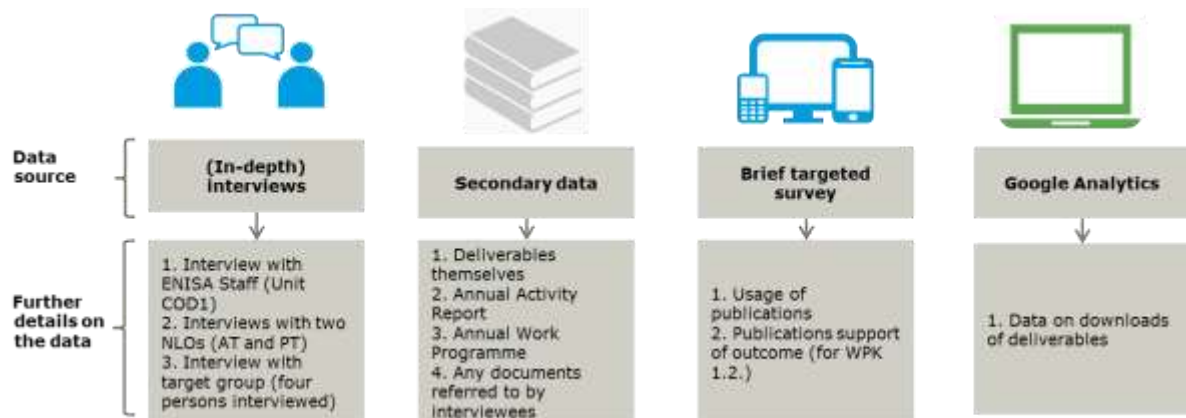 Data
source
(In-depth)
interviews
Secondary data
Brief targeted
survey
Google Analytics
Further
details on
the data
1. Interview with
ENISA Staff (Unit
COD1)
2. Interviews with two
NLOs (AT and PT)
3. Interview with
target group (four
persons interviewed)
1. Deliverables
themselves
2. Annual Activity
Report
3. Annual Work
Programme
4. Any documents
referred to by
interviewees
1. Usage of
publications
2. Publications support
of outcome (for WPK
1.2.)
1. Data on downloads
of deliverables